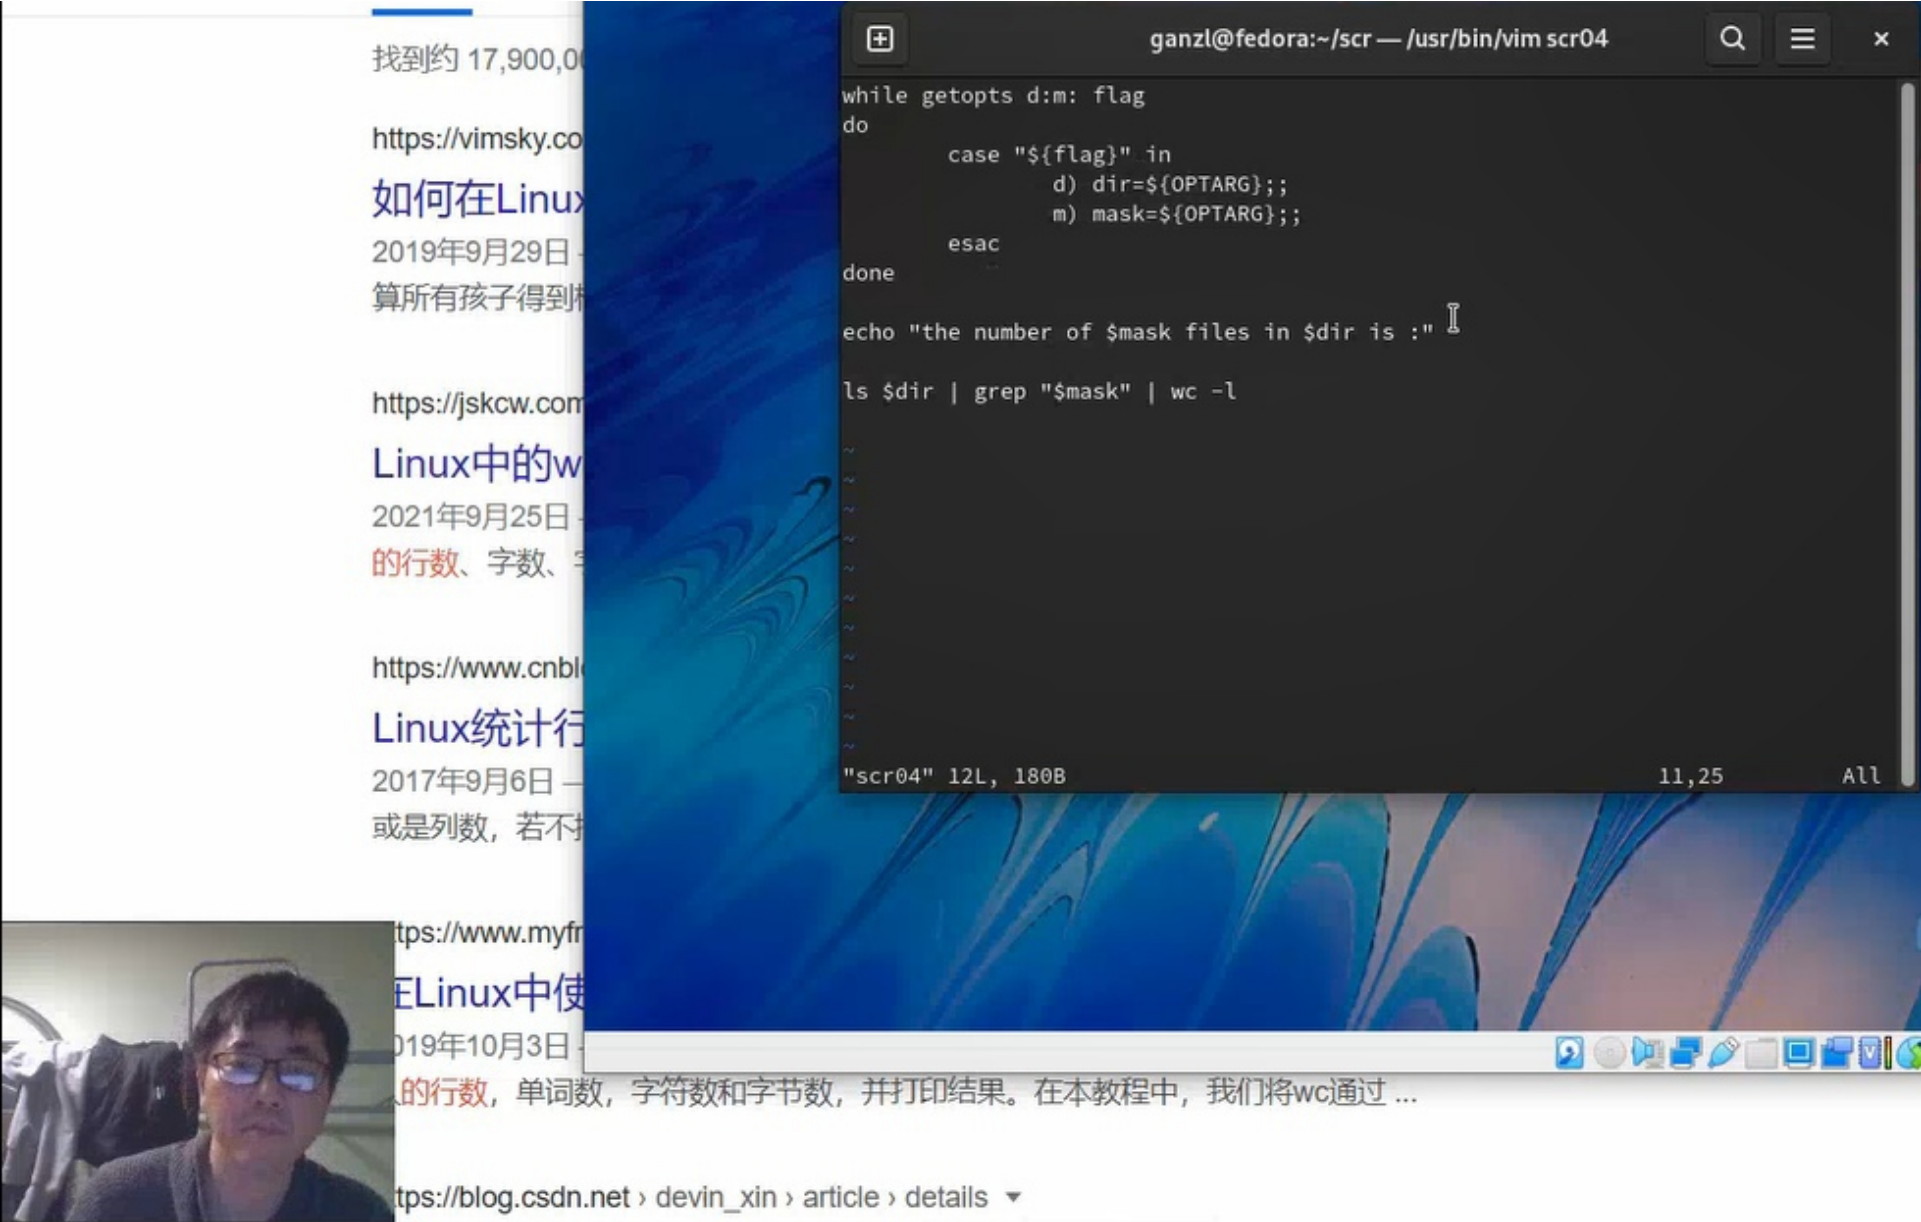 找到约 17,900,0
https://vimsky.co
如何在Linux
2019年9月29日
算所有孩子得到
https://jskcw.com
Linux中的w
2021年9月25日
的行数、字数、
https://www.cnbl
Linux统计行
2017年9月6日 —
或是列数，若不
tps://www.myfr
在Linux中使
019年10月3日
的行数，单词数，字符数和字节数，并打印结果。在本教程中，我们将wc通过 ...
tps://blog.csdn.net › devin_xin › article › details
ganzl@fedora:~/scr — /usr/bin/vim scr04
while getopts d:m: flag
do
case "${flag}" in
d) dir=${OPTARG};;
m) mask=${OPTARG};;
esac
done
echo "the number of $mask files in $dir is :"
ls $dir | grep "$mask" | wc -l
~
~
~
~
~
~
~
~
~
~
~
"scr04" 12L, 180B 11,25 All